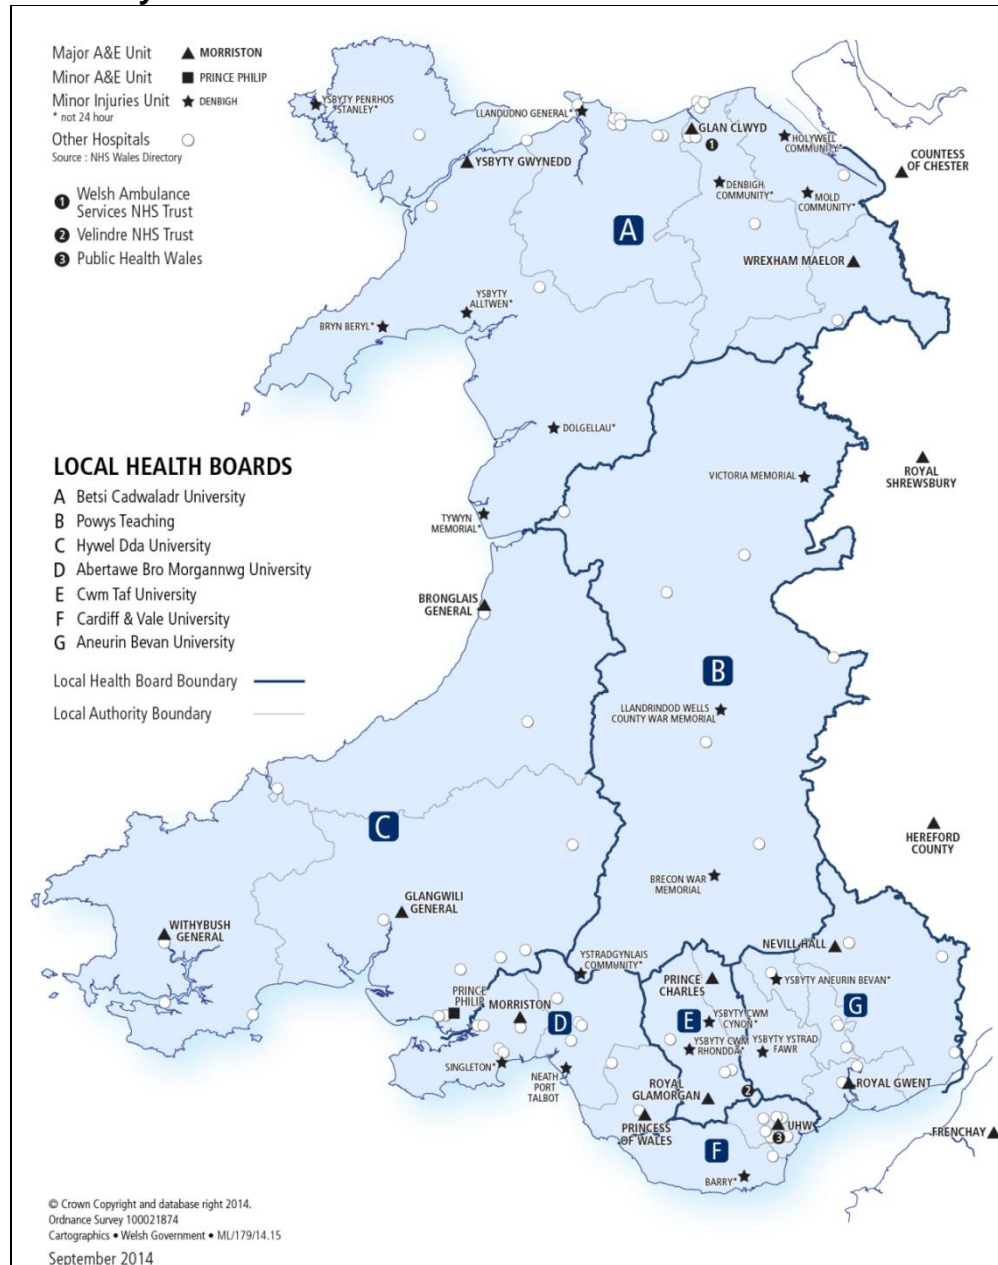 Major A&E Unit ▲ MORRISTON
Minor A&E Unit ■ PRINCE PHILIP
Minor Injuries Unit ★ DENBIGH
* not 24 hour
Other Hospitals
Source : NHS Wales Directory
1 Welsh Ambulance
Services NHS Trust
2 Velindre NHS Trust
3 Public Health Wales
YSBYTY PENRHOS
STANLEY*
LLANDUDNO GENERAL*
GLAN CLWYD
1
HOLYWELL
COMMUNITY*
COUNTESS
OF CHESTER
YSBYTY GWYNEDD
DENBIGH
COMMUNITY*
MOLD
COMMUNITY*
A
WREXHAM MAELOR
YSBYTY
ALLTWEN*
BRYN BERYL*
DOLGELLAU*
LOCAL HEALTH BOARDS
A Betsi Cadwaladr University
B Powys Teaching
C Hywel Dda University
D Abertawe Bro Morgannwg University
E Cwm Taf University
F Cardiff & Vale University
G Aneurin Bevan University
Local Health Board Boundary
Local Authority Boundary
VICTORIA MEMORIAL
ROYAL
SHREWSBURY
TYWYN
MEMORIAL*
BRONGLAIS
GENERAL
B
LLANDRINDOD WELLS
COUNTY WAR MEMORIAL
C
HEREFORD
COUNTY
BRECON WAR
MEMORIAL
GLANGWILI
GENERAL
WITHYBUSH
GENERAL
NEVILL HALL
YSTRADGYNLAIS
COMMUNITY*
PRINCE
CHARLES
YSBYTY ANEURIN BEVAN*
PRINCE
PHILIP
MORRISTON
D
E
YSBYTY CWM
CYNON*
G
YSBYTY CWM
RHONDDA*
YSBYTY YSTRAD
FAWR
SINGLETON*
NEATH
PORT
TALBOT
ROYAL
GLAMORGAN
2
ROYAL GWENT
PRINCESS
OF WALES
UHW
3
FRENCHAY
F
BARRY*
© Crown Copyright and database right 2014.
Ordnance Survey 100021874
Cartographics • Welsh Government • ML/179/14.15
September 2014